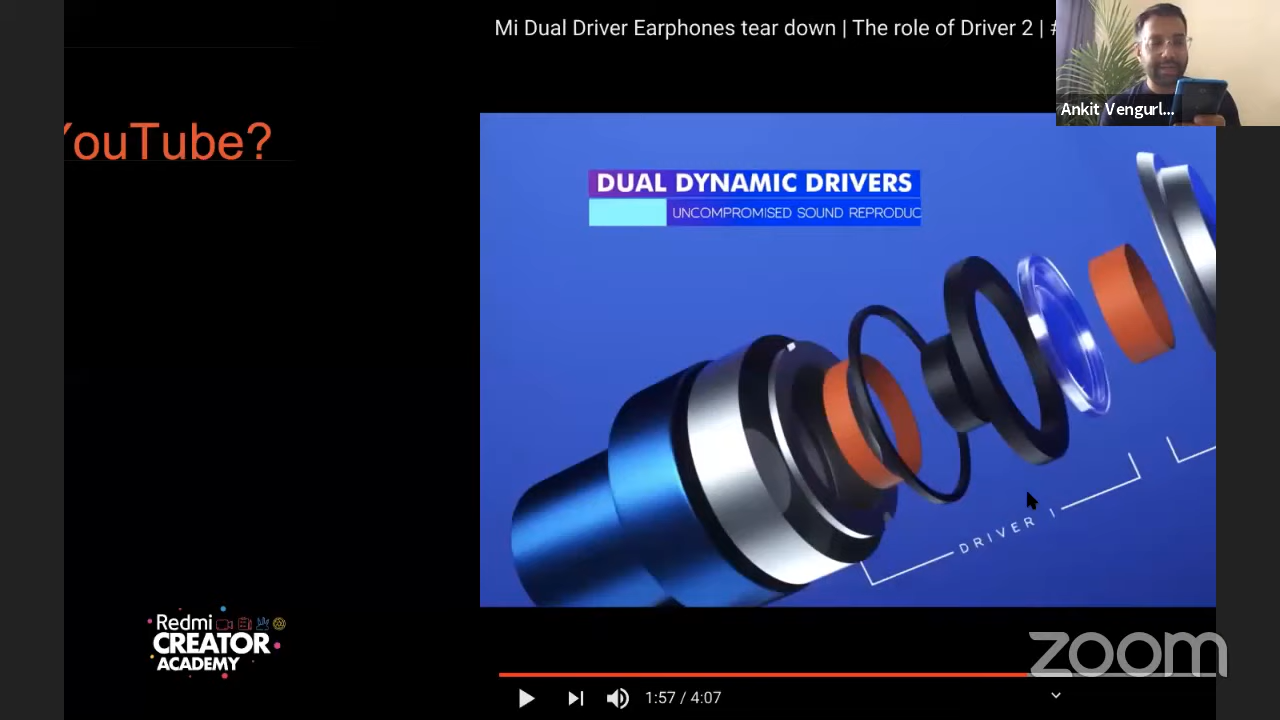 Mi Dual Driver Earphones tear down | The role of Driver 2 | #
Ankit Vengurl...
YouTube?
DUAL DYNAMIC DRIVERS
UNCOMPROMISED SOUND REPRODUC
DRIVER 1
Redmi
CREATOR
ACADEMY
zoom
1:57 / 4:07